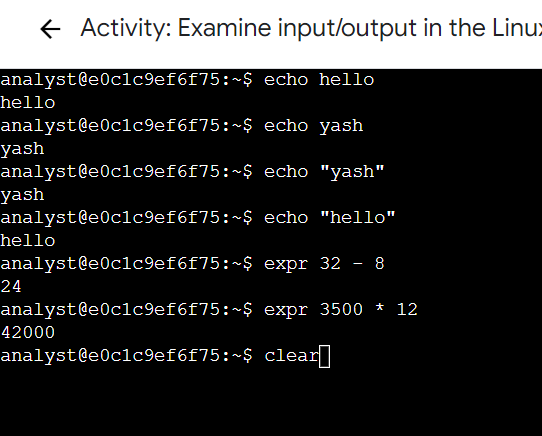 ← Activity: Examine input/output in the Linux
analyst@e0c1c9ef6f75:~$ echo hello
hello
analyst@e0c1c9ef6f75:~$ echo yash
yash
analyst@e0c1c9ef6f75:~$ echo "yash"
yash
analyst@e0c1c9ef6f75:~$ echo "hello"
hello
analyst@e0c1c9ef6f75:~$ expr 32 - 8
24
analyst@e0c1c9ef6f75:~$ expr 3500 * 12
42000
analyst@e0c1c9ef6f75:~$ clear